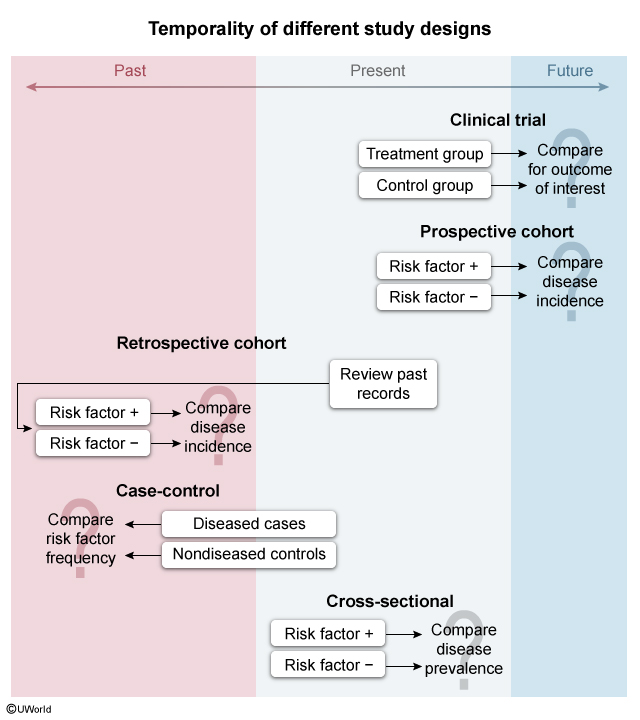 Temporality of different study designs
Past
Present
Future
Clinical trial
Treatment group
Control group
Compare
for outcome
of interest
Prospective cohort
Risk factor +
Risk factor −
Compare
disease
incidence
Retrospective cohort
Review past
records
Risk factor +
Risk factor −
Compare
disease
incidence
Case-control
Compare
risk factor
frequency
Diseased cases
Nondiseased controls
Cross-sectional
Risk factor +
Risk factor −
Compare
disease
prevalence
?
?
?
?
?
©UWorld